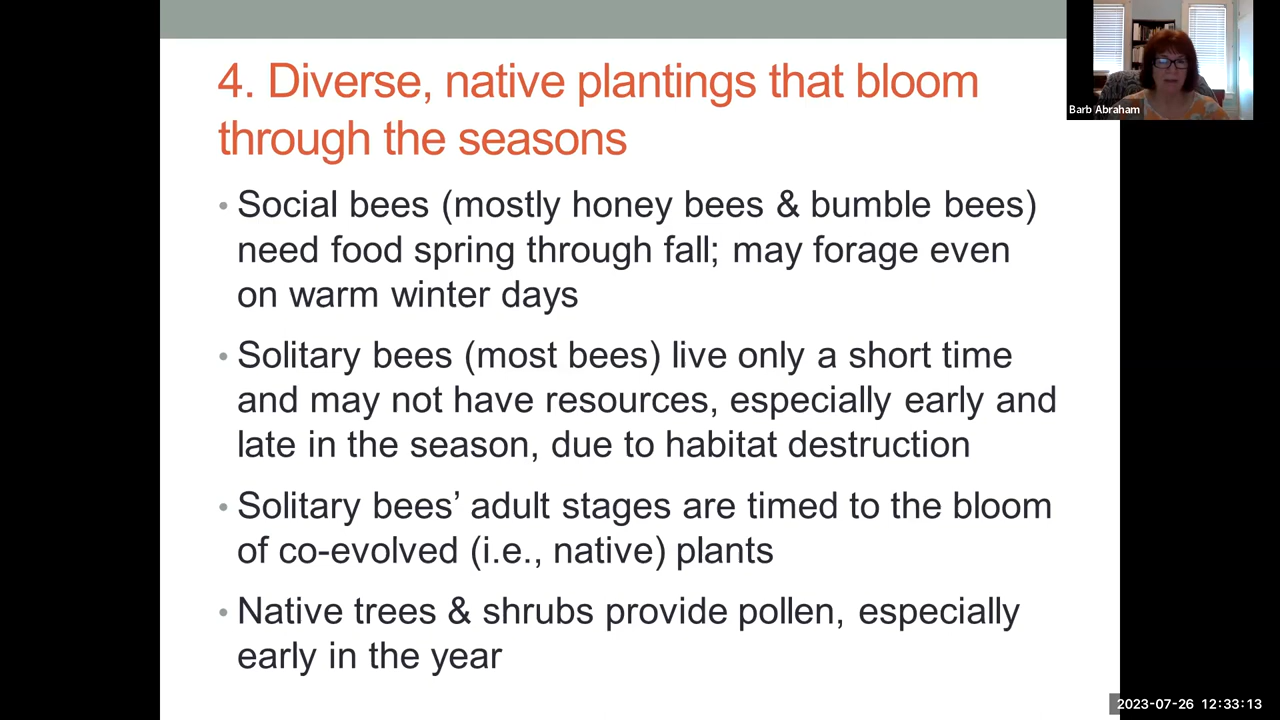 4. Diverse, native plantings that bloom
through the seasons
• Social bees (mostly honey bees & bumble bees)
need food spring through fall; may forage even
on warm winter days
• Solitary bees (most bees) live only a short time
and may not have resources, especially early and
late in the season, due to habitat destruction
• Solitary bees’ adult stages are timed to the bloom
of co-evolved (i.e., native) plants
• Native trees & shrubs provide pollen, especially
early in the year
Barb Abraham
2023-07-26 12:33:13